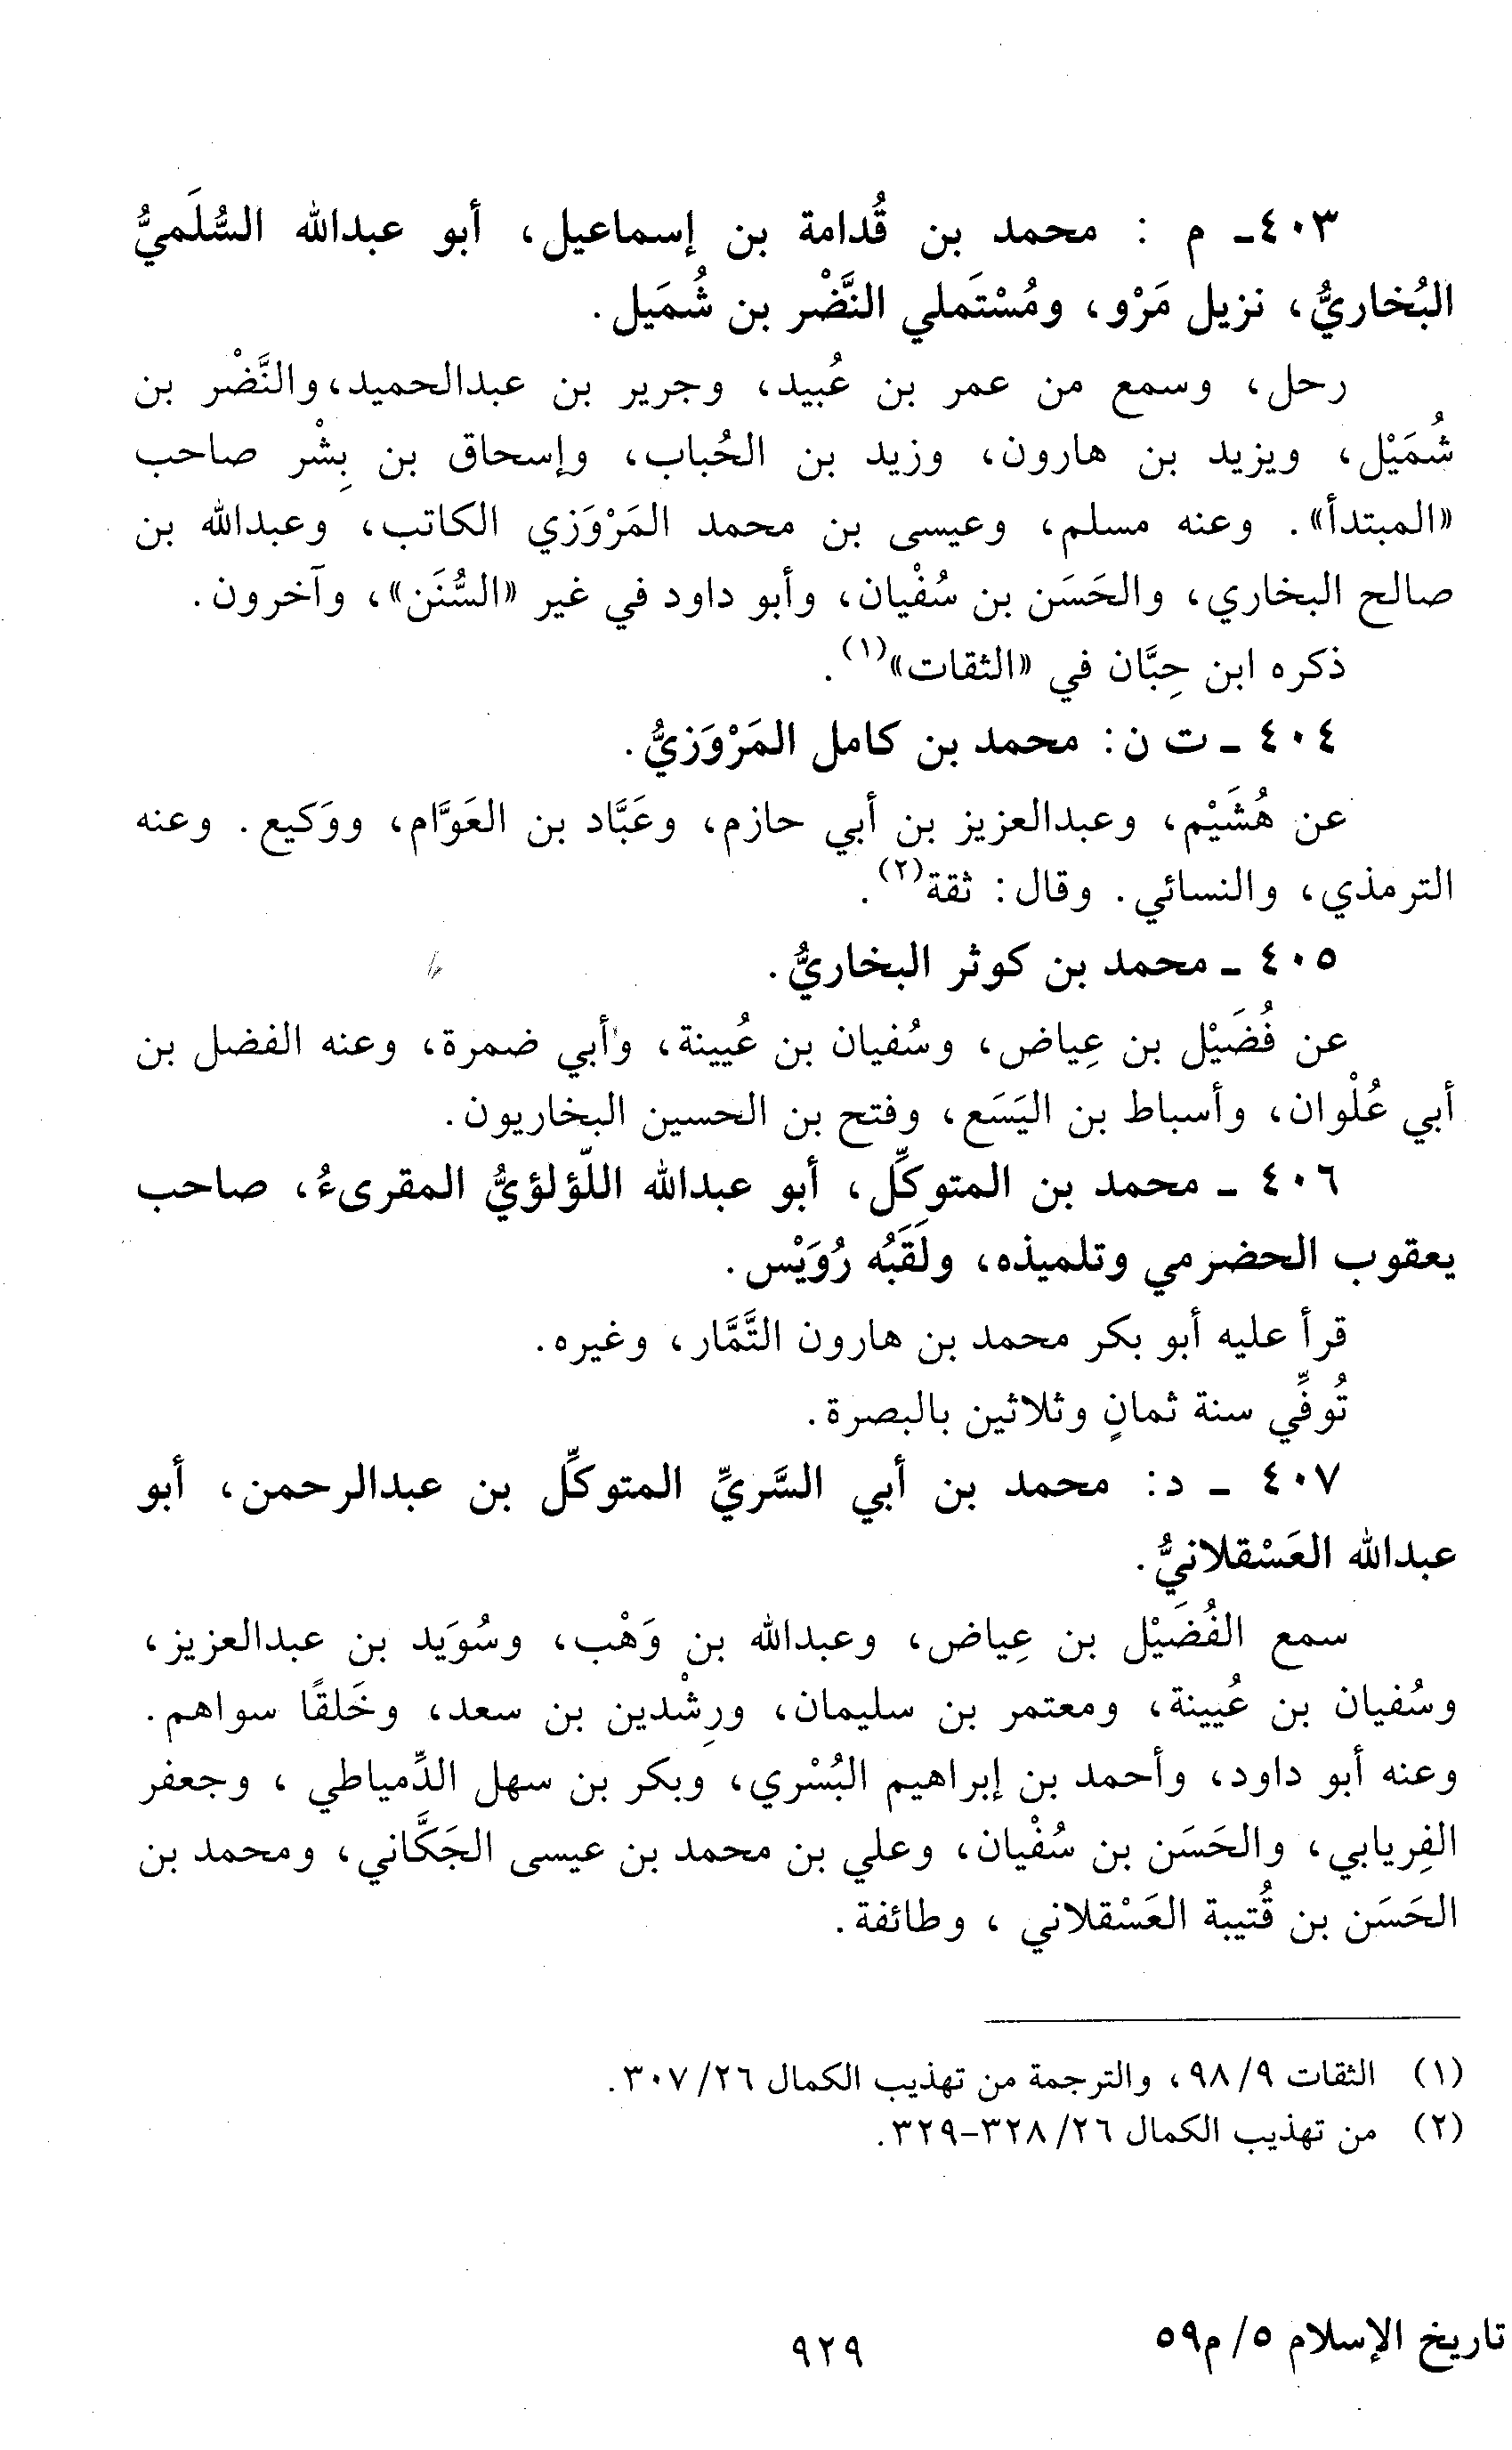 ٤٠٣ـ م : محمد بن قُدامة بن إسماعيل، أبو عبدالله السُّلَميُّ
البُخاريُّ، نزيل مَرْو، ومُسْتَملي النَّضْر بن شُمَيل.
رحل، وسمع من عمر بن عُبيد، وجرير بن عبدالحميد، والنَّضْر بن
شُمَيْل، ويزيد بن هارون، وزيد بن الحُباب، وإسحاق بن بِشْر صاحب
«المبتدأ». وعنه مسلم، وعيسى بن محمد المَرْوَزي الكاتب، وعبدالله بن
صالح البخاري، والحَسَن بن سُفْيان، وأبو داود في غير «السُّنَن»، وآخرون.
ذكره ابن حِبَّان في «الثقات»(١).
٤٠٤ ـ ت ن: محمد بن كامل المَرْوَزيُّ.
عن هُشَيْم، وعبدالعزيز بن أبي حازم، وعَبَّاد بن العَوَّام، ووَكيع. وعنه
الترمذي، والنسائي. وقال: ثقة(٢).
٤٠٥ ـ محمد بن كوثر البخاريُّ.
عن فُضَيْل بن عِياض، وسُفيان بن عُيينة، وأبي ضمرة، وعنه الفضل بن
أبي عُلْوان، وأسباط بن اليَسَع، وفتح بن الحسين البخاريون.
٤٠٦ ـ محمد بن المتوكِّل، أبو عبدالله اللّؤلؤيُّ المقرىءُ، صاحب
يعقوب الحضرمي وتلميذه، ولَقَبُه رُوَيْس.
قرأ عليه أبو بكر محمد بن هارون التَّمَّار، وغيره.
تُوفِّي سنة ثمانٍ وثلاثين بالبصرة.
٤٠٧ ـ د: محمد بن أبي السَّريِّ المتوكِّل بن عبدالرحمن، أبو
عبدالله العَسْقلانيُّ.
سمع الفُضَيْل بن عِياض، وعبدالله بن وَهْب، وسُوَيد بن عبدالعزيز،
وسُفيان بن عُيينة، ومعتمر بن سليمان، ورِشْدين بن سعد، وخَلقًا سواهم.
وعنه أبو داود، وأحمد بن إبراهيم البُسْري، وبكر بن سهل الدِّمياطي ، وجعفر
الفِريابي، والحَسَن بن سُفْيان، وعلي بن محمد بن عيسى الجَكَّاني، ومحمد بن
الحَسَن بن قُتيبة العَسْقلاني ، وطائفة.
(١) الثقات ٩/ ٩٨، والترجمة من تهذيب الكمال ٢٦/ ٣٠٧.
(٢) من تهذيب الكمال ٢٦/ ٣٢٨-٣٢٩.
تاريخ الإسلام ٥/ م٥٩
٩٢٩